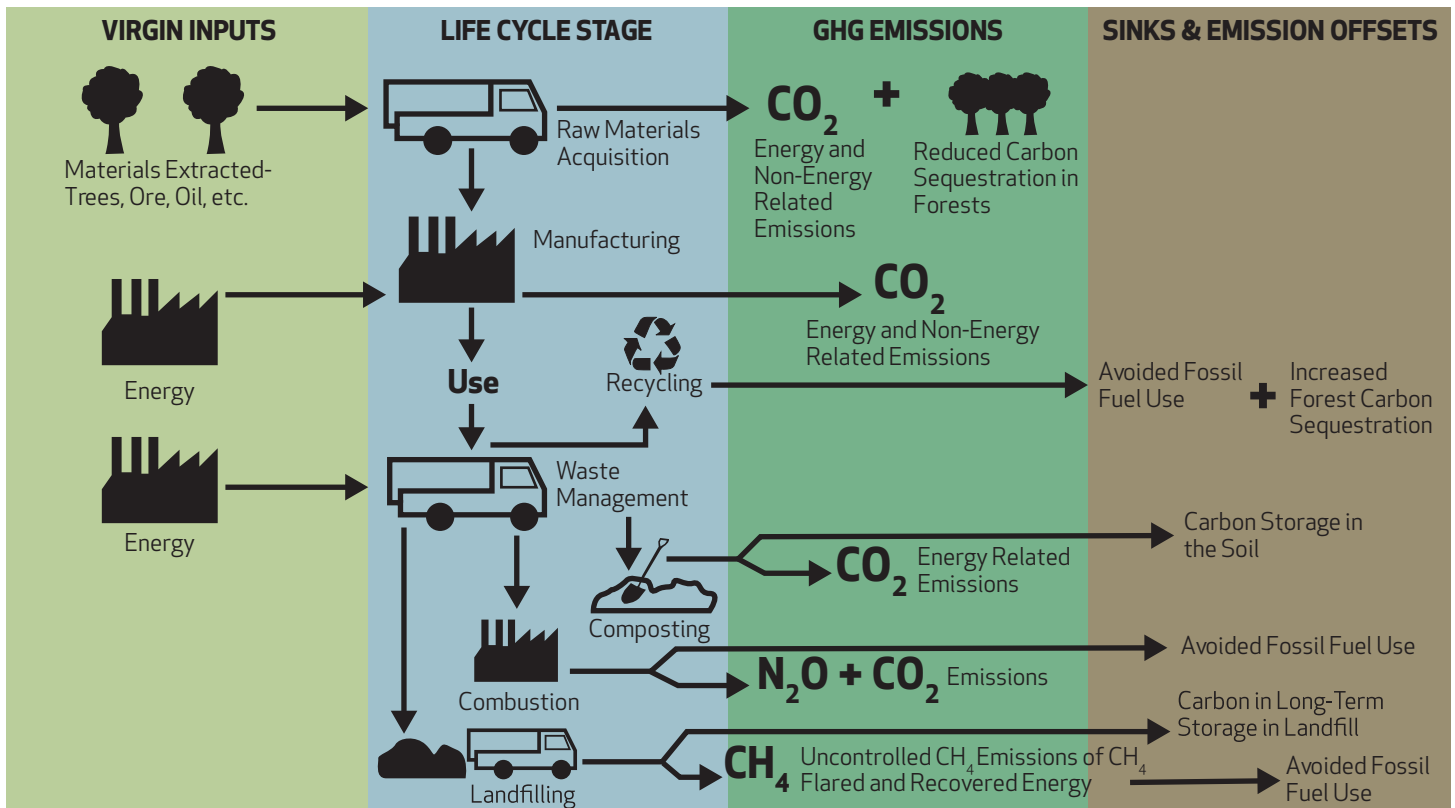 VIRGIN INPUTS
LIFE CYCLE STAGE
GHG EMISSIONS
SINKS & EMISSION OFFSETS
Materials Extracted-
Trees, Ore, Oil, etc.
Raw Materials
Acquisition
CO₂ +
Energy and
Non-Energy
Related
Emissions
Reduced Carbon
Sequestration in
Forests
Manufacturing
CO₂
Energy and Non-Energy
Related Emissions
Energy
Use
Recycling
Avoided Fossil
Fuel Use
+
Increased
Forest Carbon
Sequestration
Energy
Waste
Management
Composting
CO₂
Energy Related
Emissions
Carbon Storage in
the Soil
Combustion
N₂O + CO₂ Emissions
Avoided Fossil Fuel Use
Landfilling
CH₄
Uncontrolled CH₄ Emissions of CH₄
Flared and Recovered Energy
Carbon in Long-Term
Storage in Landfill
Avoided Fossil
Fuel Use